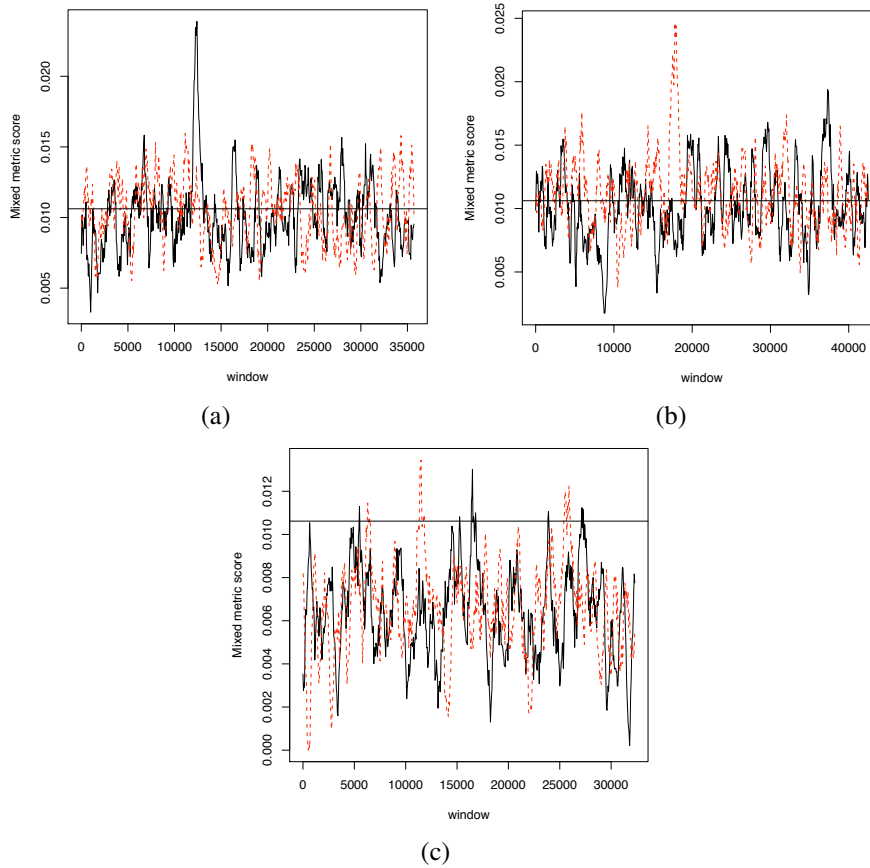 Mixed metric score
0.005 0.010 0.015 0.020
0 5000 10000 15000 20000 25000 30000 35000
window
(a)
Mixed metric score
0.005 0.010 0.015 0.020 0.025
0 10000 20000 30000 40000
window
(b)
Mixed metric score
0.000 0.002 0.004 0.006 0.008 0.010 0.012
0 5000 10000 15000 20000 25000 30000
window
(c)